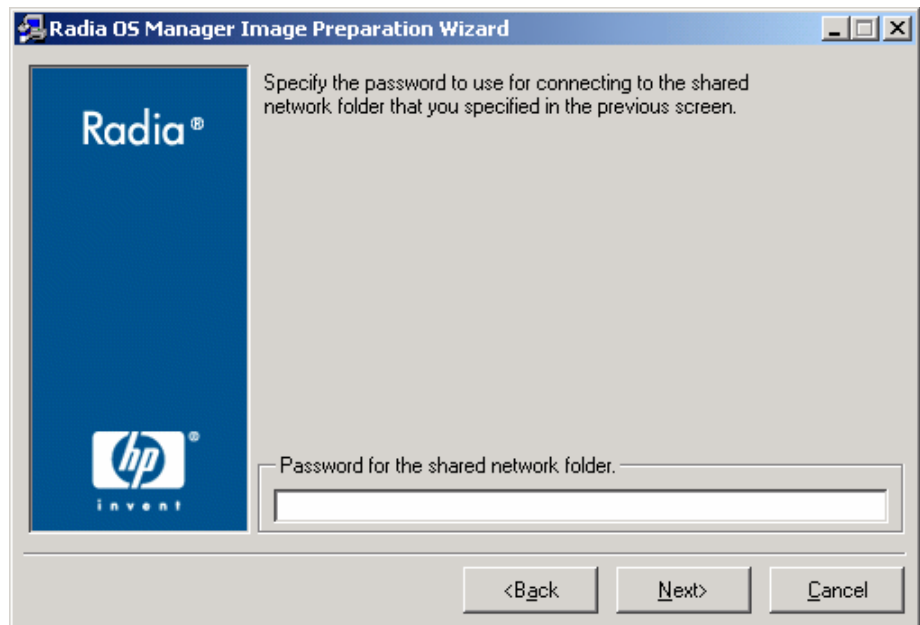 Radia OS Manager Image Preparation Wizard
Radia®
Specify the password to use for connecting to the shared
network folder that you specified in the previous screen.
hp®
invent
Password for the shared network folder.
<Back
Next>
Cancel